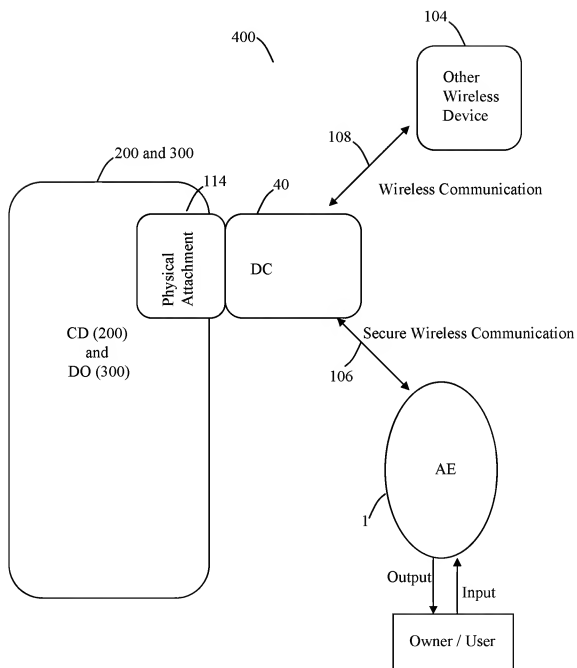 400
104
Other
Wireless
Device
108
Wireless Communication
200 and 300
114
40
Physical
Attachment
DC
CD (200)
and
DO (300)
Secure Wireless Communication
106
AE
1
Output
Input
Owner / User